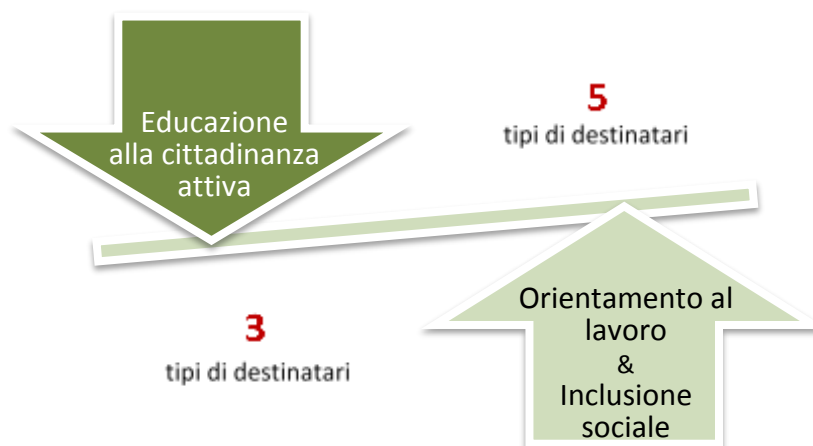 Educazione
alla cittadinanza
attiva
5
tipi di destinatari
3
tipi di destinatari
Orientamento al
lavoro
&
Inclusione
sociale